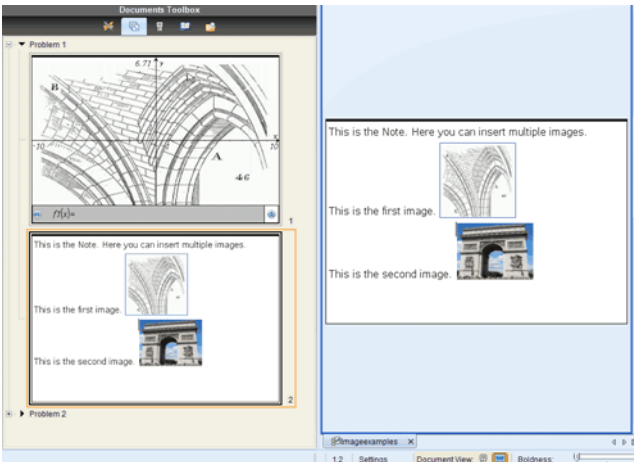 Documents Toolbox
Problem 1
6.71 y
B
x
-10
10
A
46
f1(x)=
1
This is the Note. Here you can insert multiple images.
This is the first image.
This is the second image.
2
Problem 2
This is the Note. Here you can insert multiple images.
This is the first image.
This is the second image.
Imageexamples
1.2 Settings Document View: Boldness: